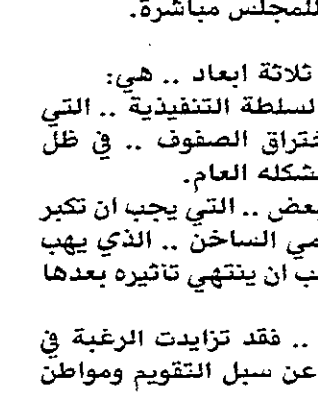 للمجلس مباشرة.
ثلاثة ابعاد .. هي:
لسلطة التنفيذية .. التي
ختراق الصفوف .. في ظل
شكله العام.
بعض .. التي يجب ان تكبر
مي الساخن .. الذي يهب
ب ان ينتهي تاثيره بعدها
.. فقد تزايدت الرغبة في
عن سبل التقويم ومواطن